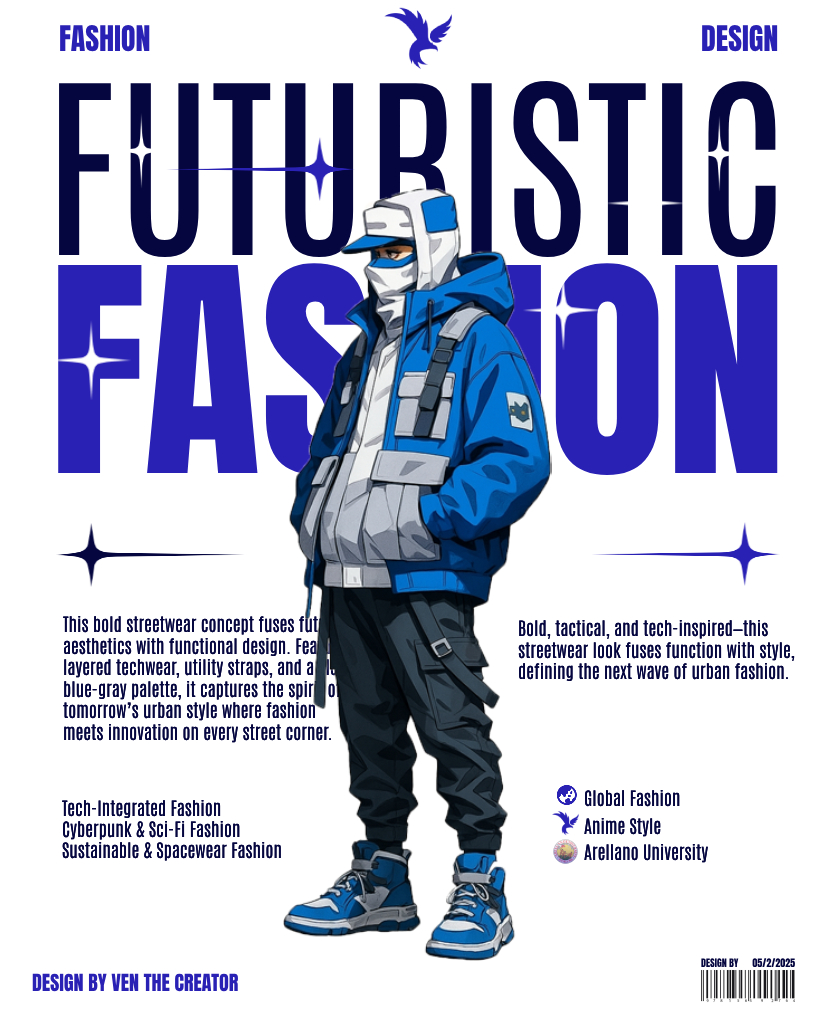 FASHION
DESIGN
FUTURISTIC
FASHION
This bold streetwear concept fuses fut
aesthetics with functional design. Fea
layered techwear, utility straps, and a
blue-gray palette, it captures the spirit of
tomorrow's urban style where fashion
meets innovation on every street corner.
Bold, tactical, and tech-inspired—this
streetwear look fuses function with style,
defining the next wave of urban fashion.
Tech-Integrated Fashion
Cyberpunk & Sci-Fi Fashion
Sustainable & Spacewear Fashion
Global Fashion
Anime Style
Arellano University
DESIGN BY VEN THE CREATOR
DESIGN BY 05/2/2025